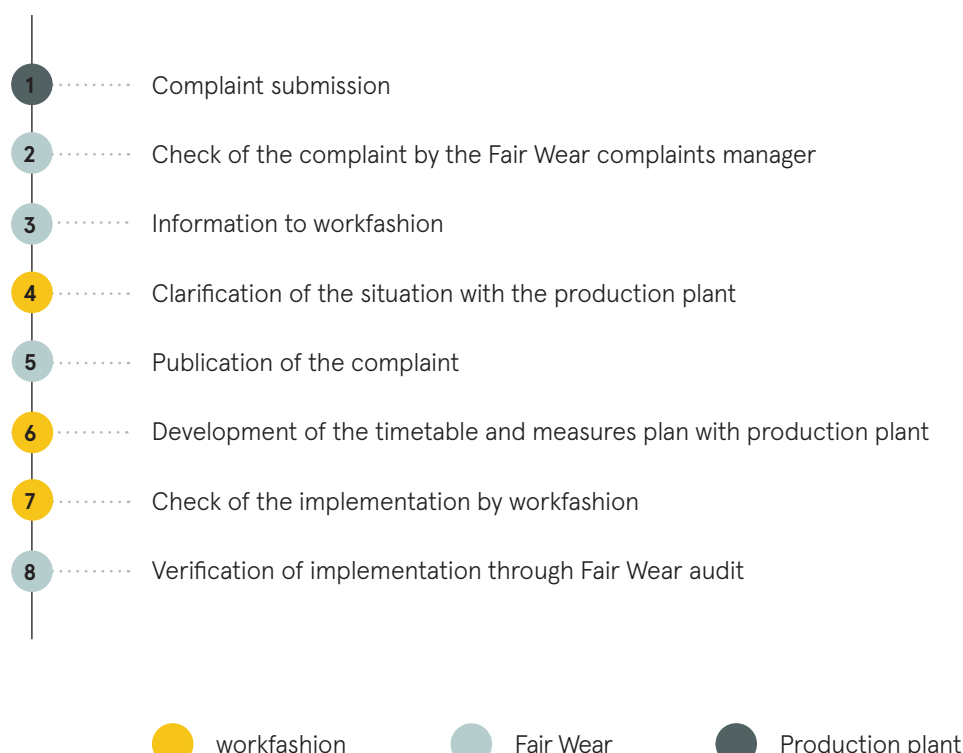 1 Complaint submission
2 Check of the complaint by the Fair Wear complaints manager
3 Information to workfashion
4 Clarification of the situation with the production plant
5 Publication of the complaint
6 Development of the timetable and measures plan with production plant
7 Check of the implementation by workfashion
8 Verification of implementation through Fair Wear audit
workfashion Fair Wear Production plant